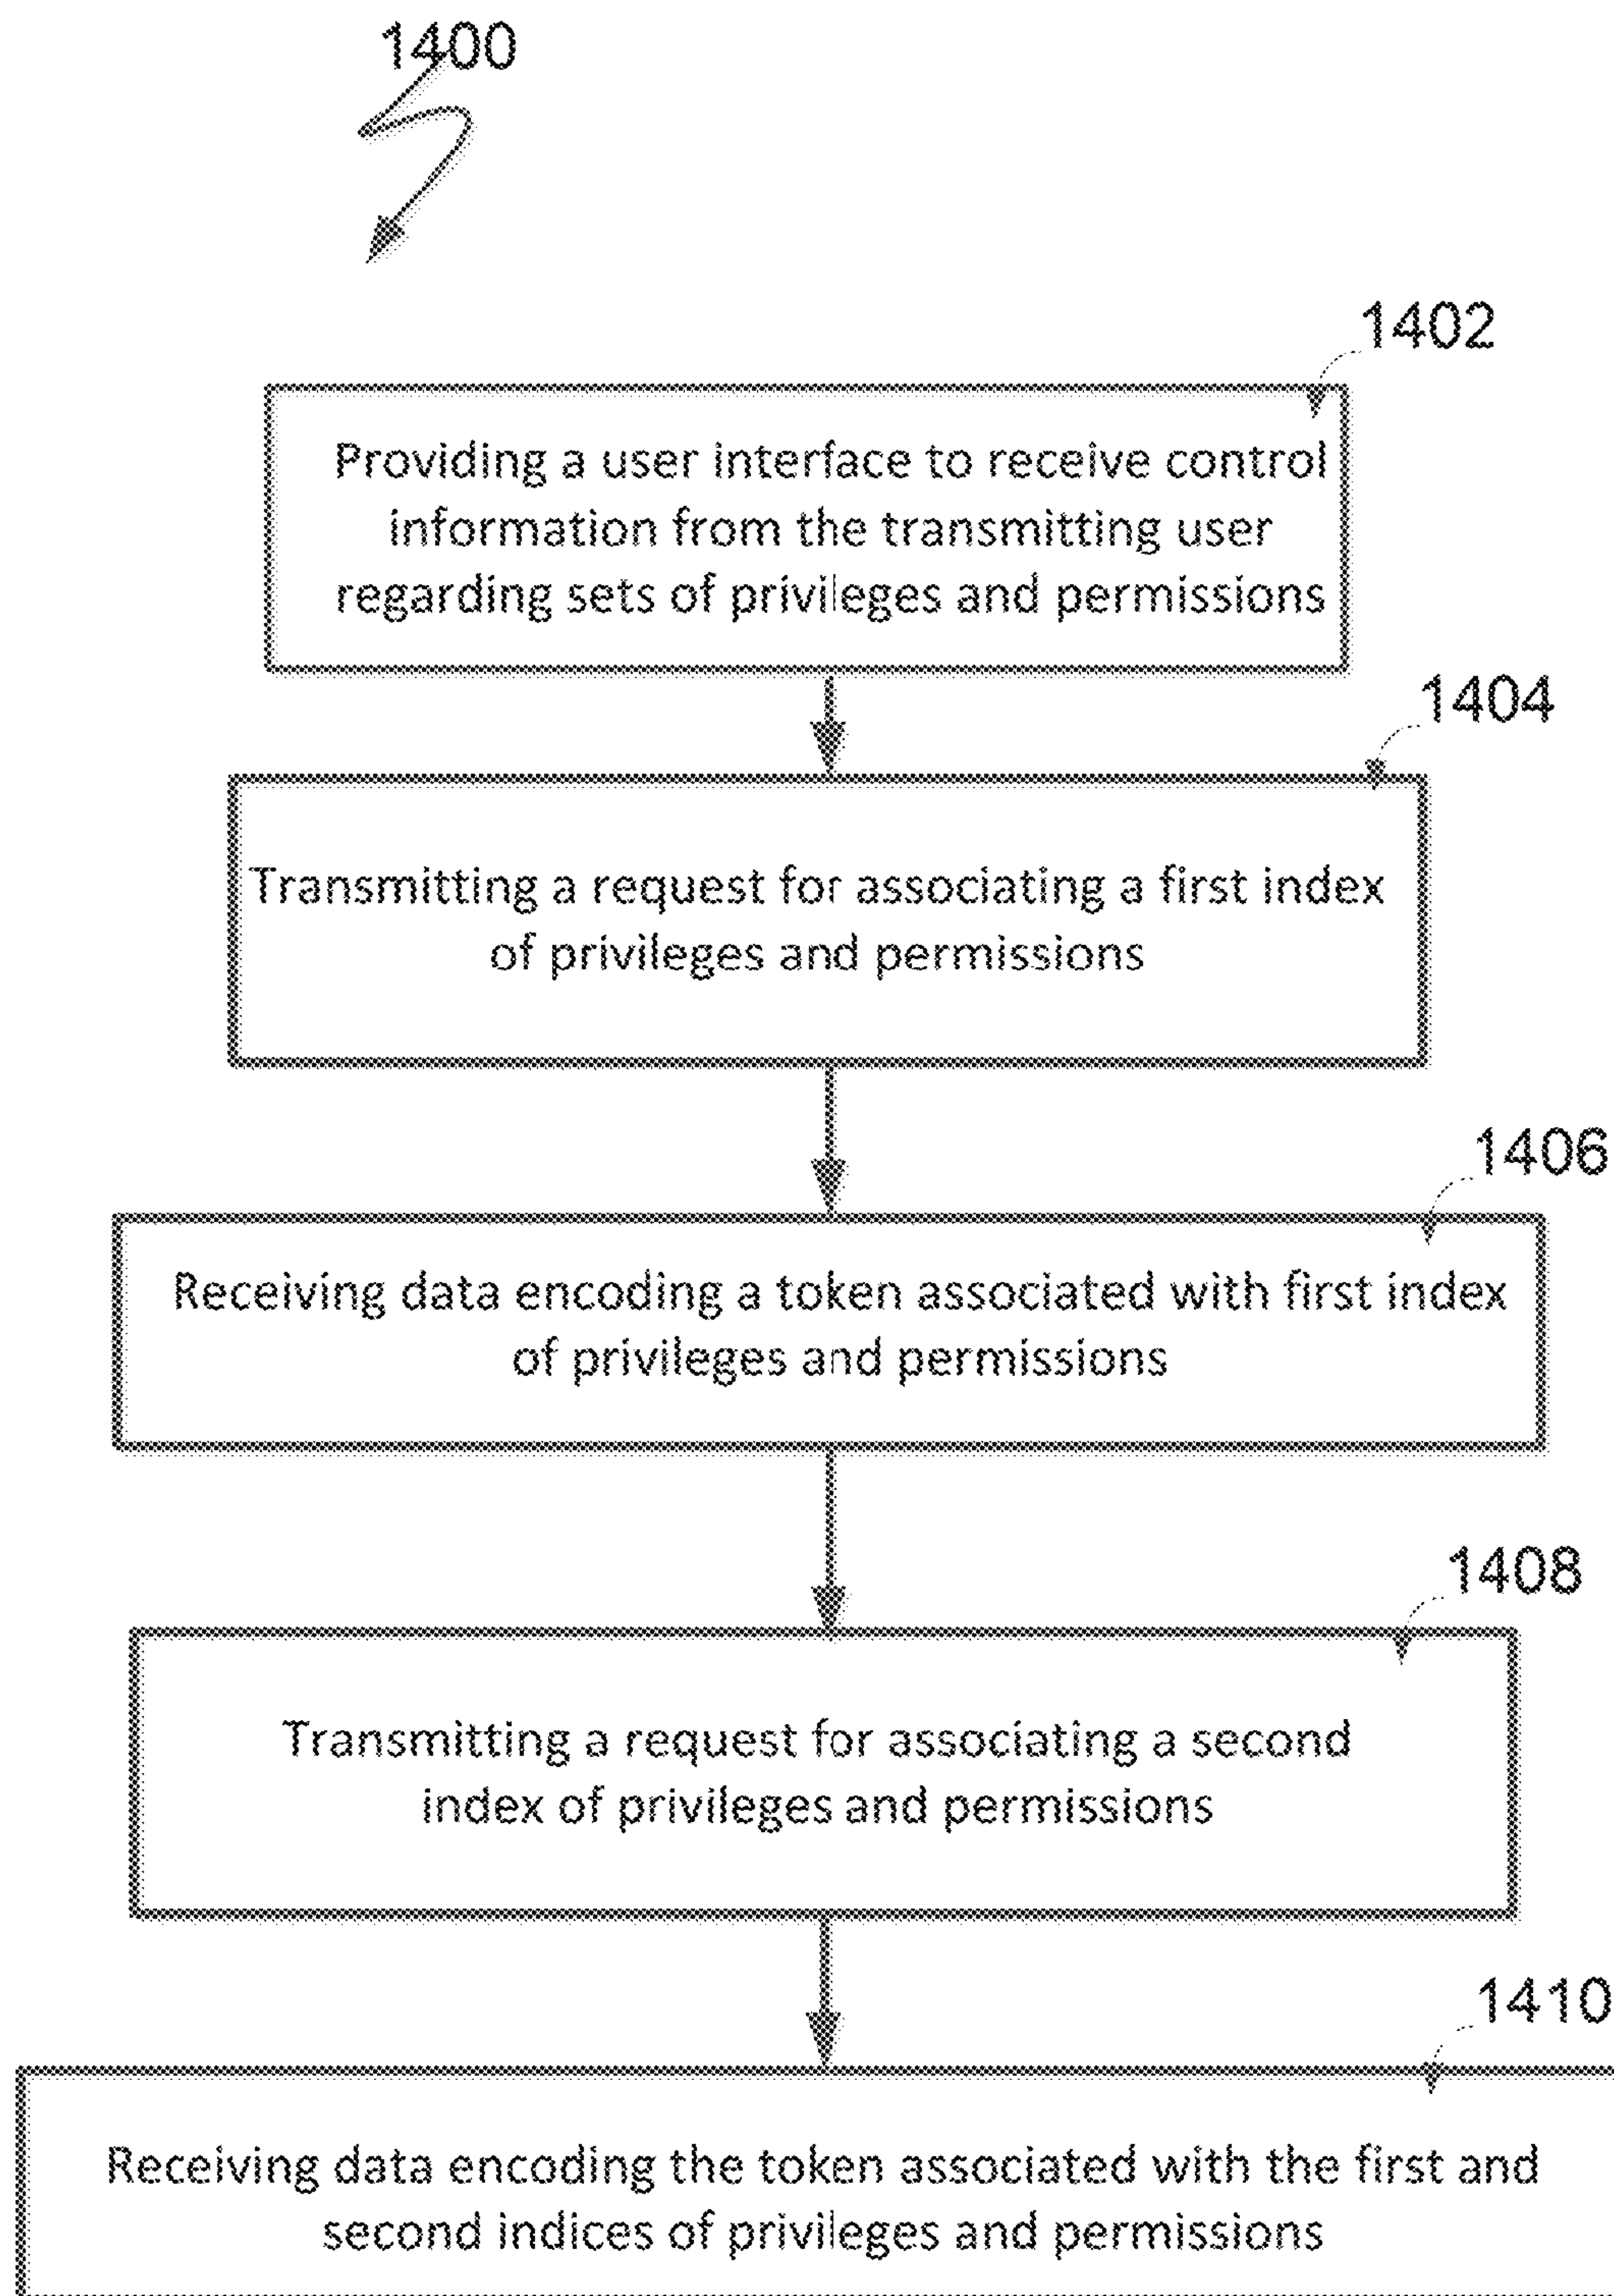 1400
1402
Providing a user interface to receive control
information from the transmitting user
regarding sets of privileges and permissions
1404
Transmitting a request for associating a first index
of privileges and permissions
1406
Receiving data encoding a token associated with first index
of privileges and permissions
1408
Transmitting a request for associating a second
index of privileges and permissions
1410
Receiving data encoding the token associated with the first and
second indices of privileges and permissions